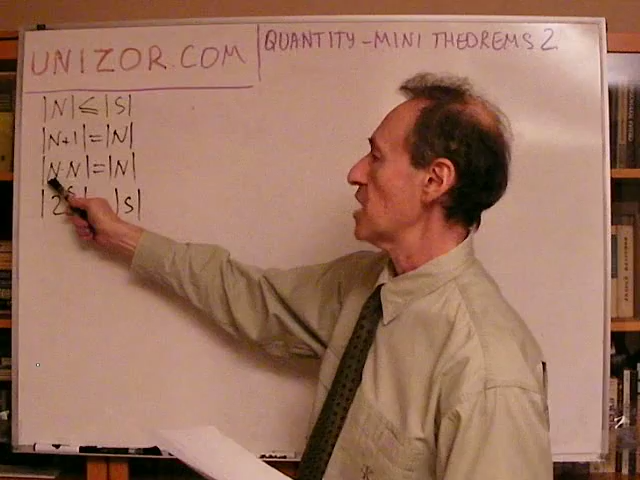 UNIZOR.COM
QUANTITY - MINI THEOREMS 2
|N| ≤ |S|
|N+1| = |N|
|N·N| = |N|
|S|